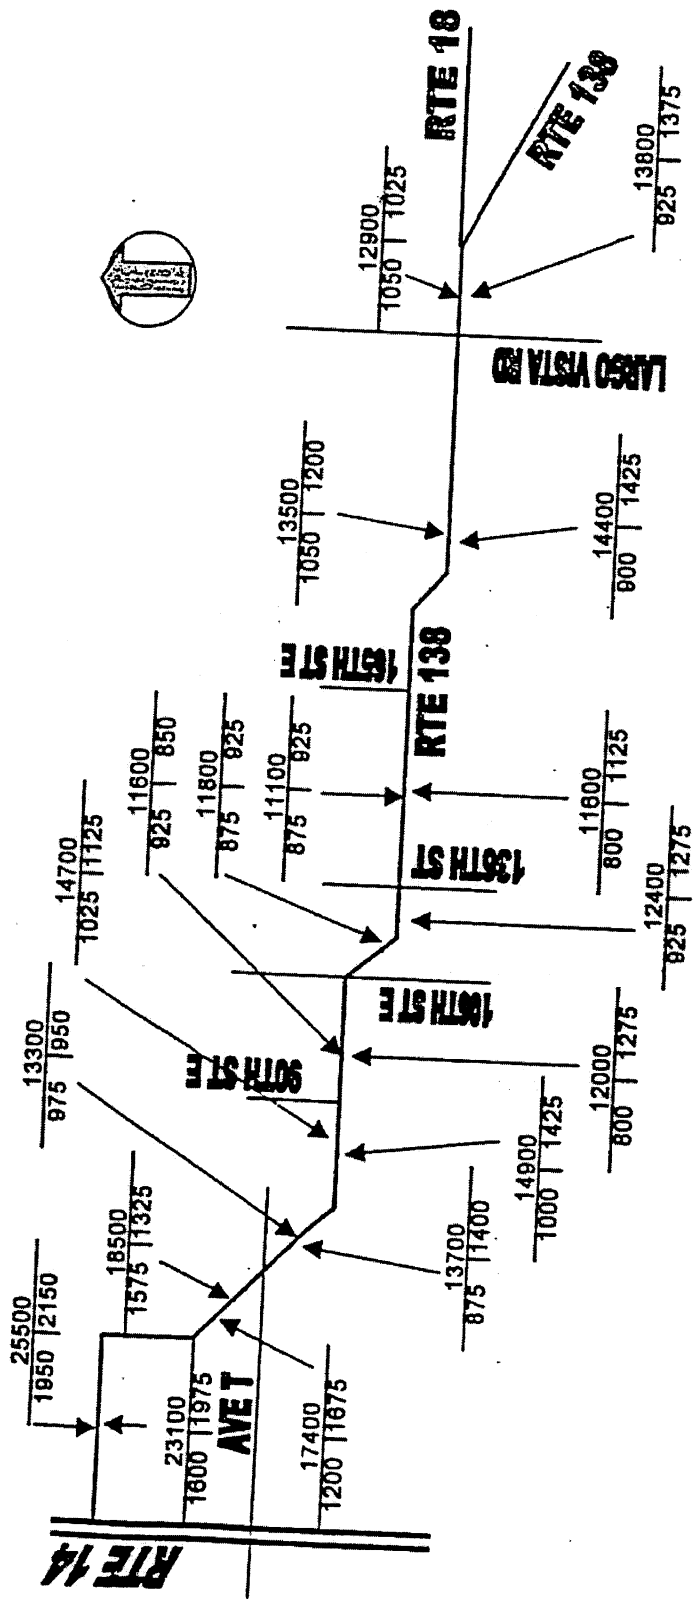 RTE 14
25500
1950 | 2150
23100
1600 | 1975
AVE T
18500
1575 | 1325
17400
1200 | 1675
13300
975 | 950
13700
875 | 1400
14700
1025 | 1125
14900
1000 | 1425
90TH ST E
11600
925 | 850
12000
800 | 1275
106TH ST E
11800
875 | 925
12400
925 | 1275
136TH ST
11100
875 | 925
11600
800 | 1125
RTE 138
165TH ST E
13500
1050 | 1200
14400
900 | 1425
LARGO VISTA RD
12900
1050 | 1025
13800
925 | 1375
RTE 18
RTE 138